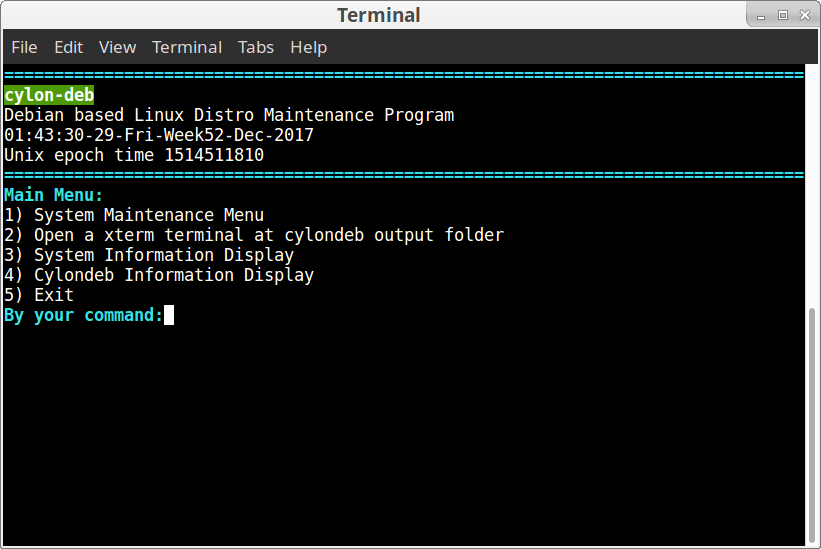 Terminal
File Edit View Terminal Tabs Help
================================================================================
cylon-deb
Debian based Linux Distro Maintenance Program
01:43:30-29-Fri-Week52-Dec-2017
Unix epoch time 1514511810
================================================================================
Main Menu:
1) System Maintenance Menu
2) Open a xterm terminal at cylondeb output folder
3) System Information Display
4) Cylondeb Information Display
5) Exit
By your command: